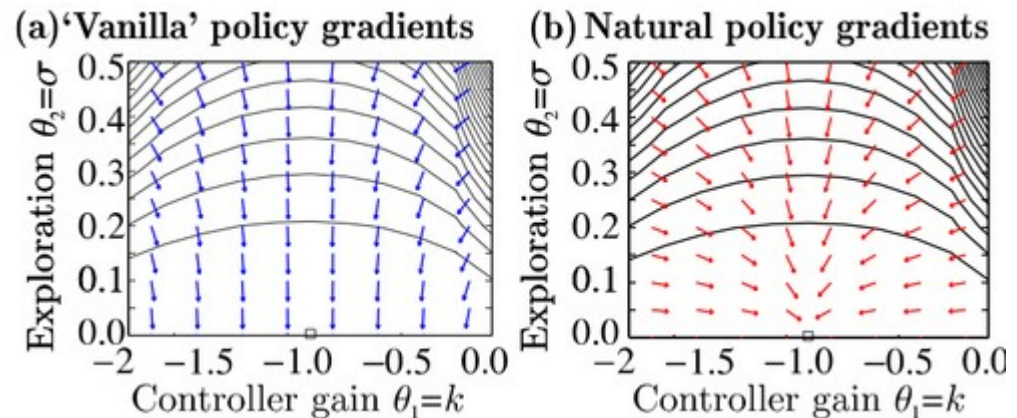 (a) 'Vanilla' policy gradients
Exploration θ₂=σ
0.5
0.4
0.3
0.2
0.1
0.0
−2 −1.5 −1.0 −0.5 0.0
Controller gain θ₁=k
(b) Natural policy gradients
Exploration θ₂=σ
0.5
0.4
0.3
0.2
0.1
0.0
−2 −1.5 −1.0 −0.5 0.0
Controller gain θ₁=k